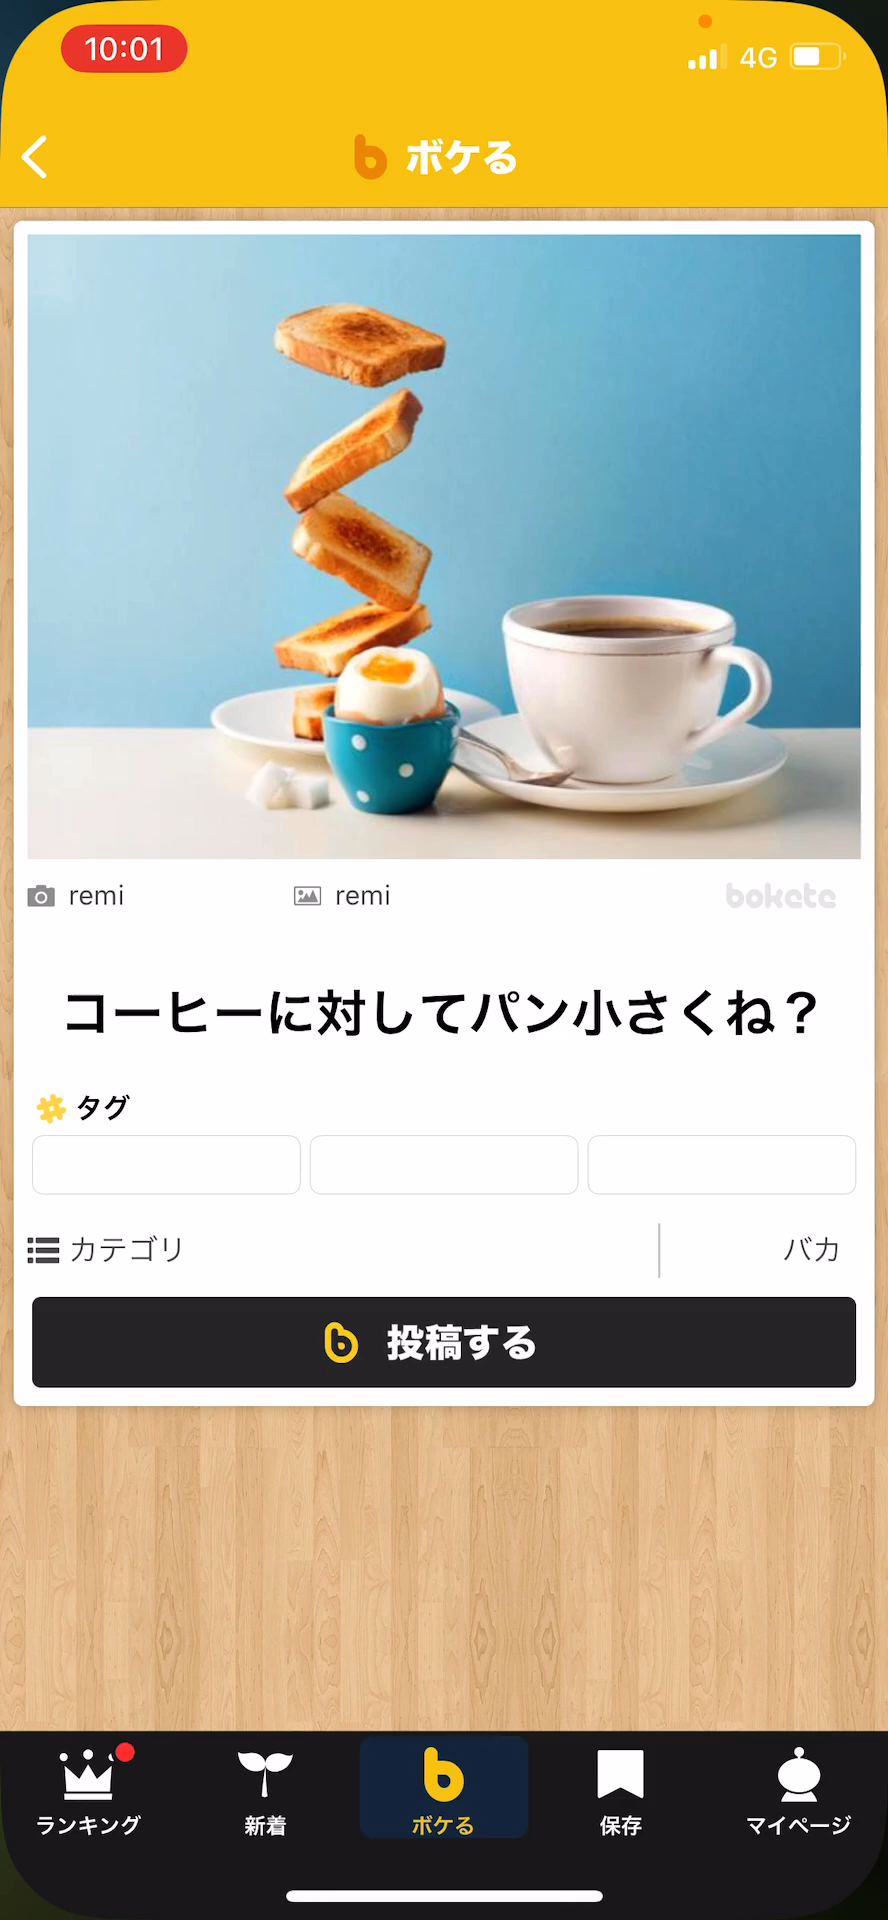 10:01
4G
ボケる
remi
remi
bokete
コーヒーに対してパン小さくね？
タグ
カテゴリ
バカ
投稿する
ランキング
新着
ボケる
保存
マイページ